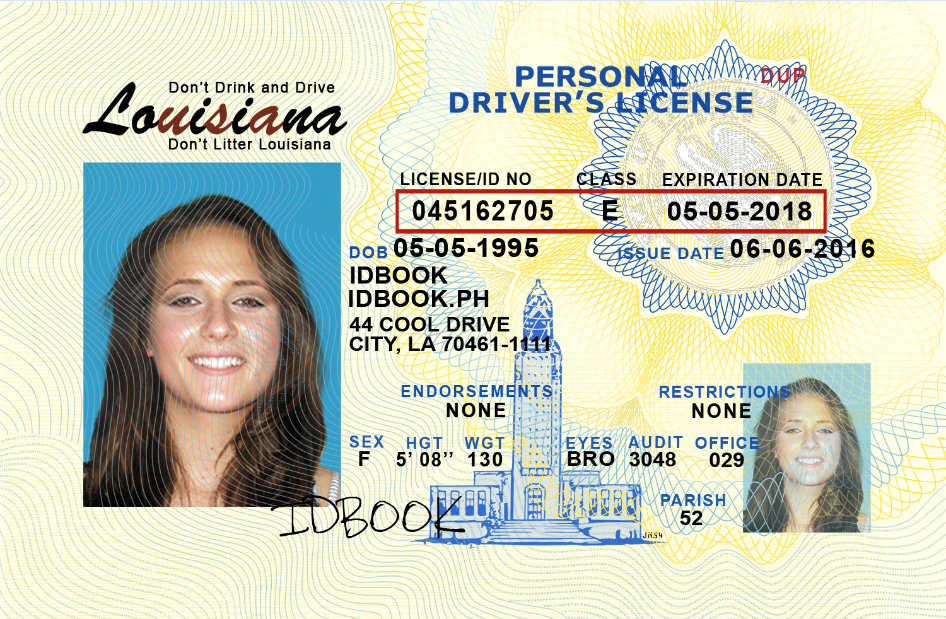 Don't Drink and Drive
Louisiana
Don't Litter Louisiana
PERSONAL DUP
DRIVER'S LICENSE
LICENSE/ID NO CLASS EXPIRATION DATE
045162705 E 05-05-2018
DOB 05-05-1995 ISSUE DATE 06-06-2016
IDBOOK
IDBOOK.PH
44 COOL DRIVE
CITY, LA 70461-1111
ENDORSEMENTS RESTRICTIONS
NONE NONE
SEX HGT WGT EYES AUDIT OFFICE
F 5' 08'' 130 BRO 3048 029
PARISH
52
IDBOOK